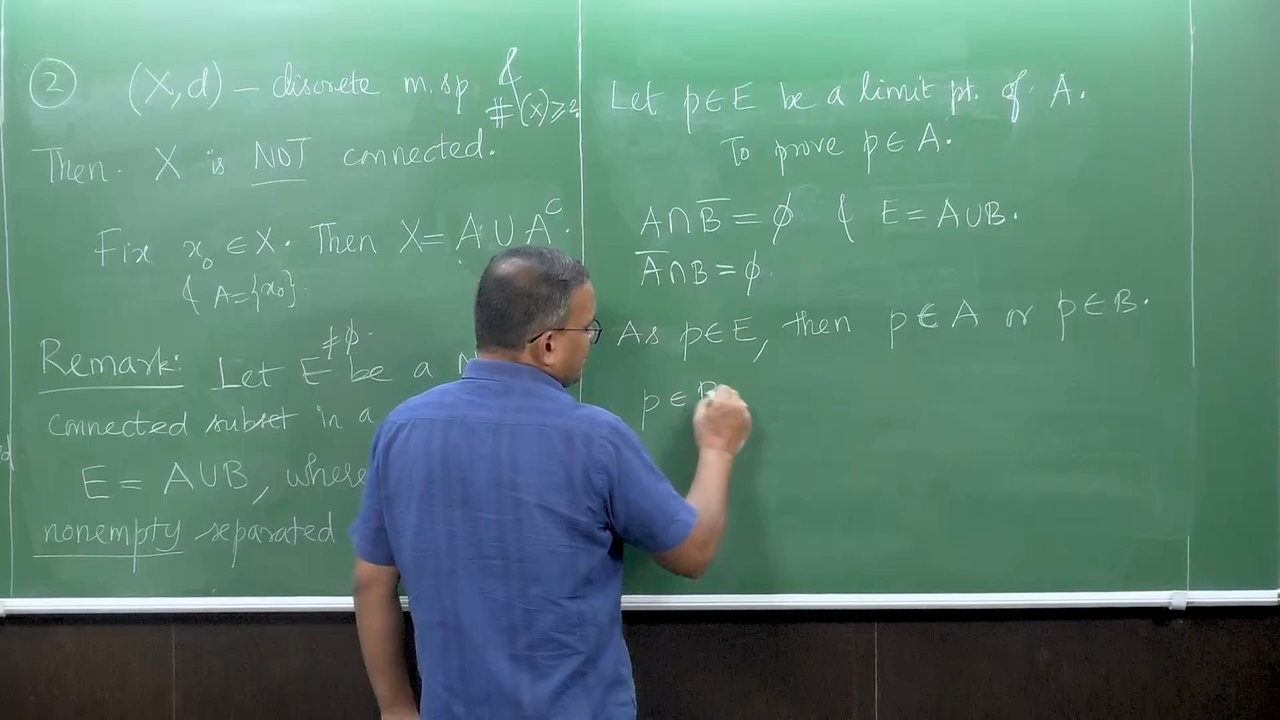 ② (X,d) – discrete m.sp & #(X)≥2
Then X is NOT connected.
Fix x₀ ∈ X. Then X = A ∪ Aᶜ.
& A={x₀}.
≠ϕ.
Remark: Let E be a
connected subset in a
E = A∪B, where
nonempty separated
Let p∈E be a limit pt. of A.
To prove p∈A.
A∩B̅ = ϕ & E = A∪B.
A̅∩B = ϕ.
As p∈E, then p∈A or p∈B.
p∈B